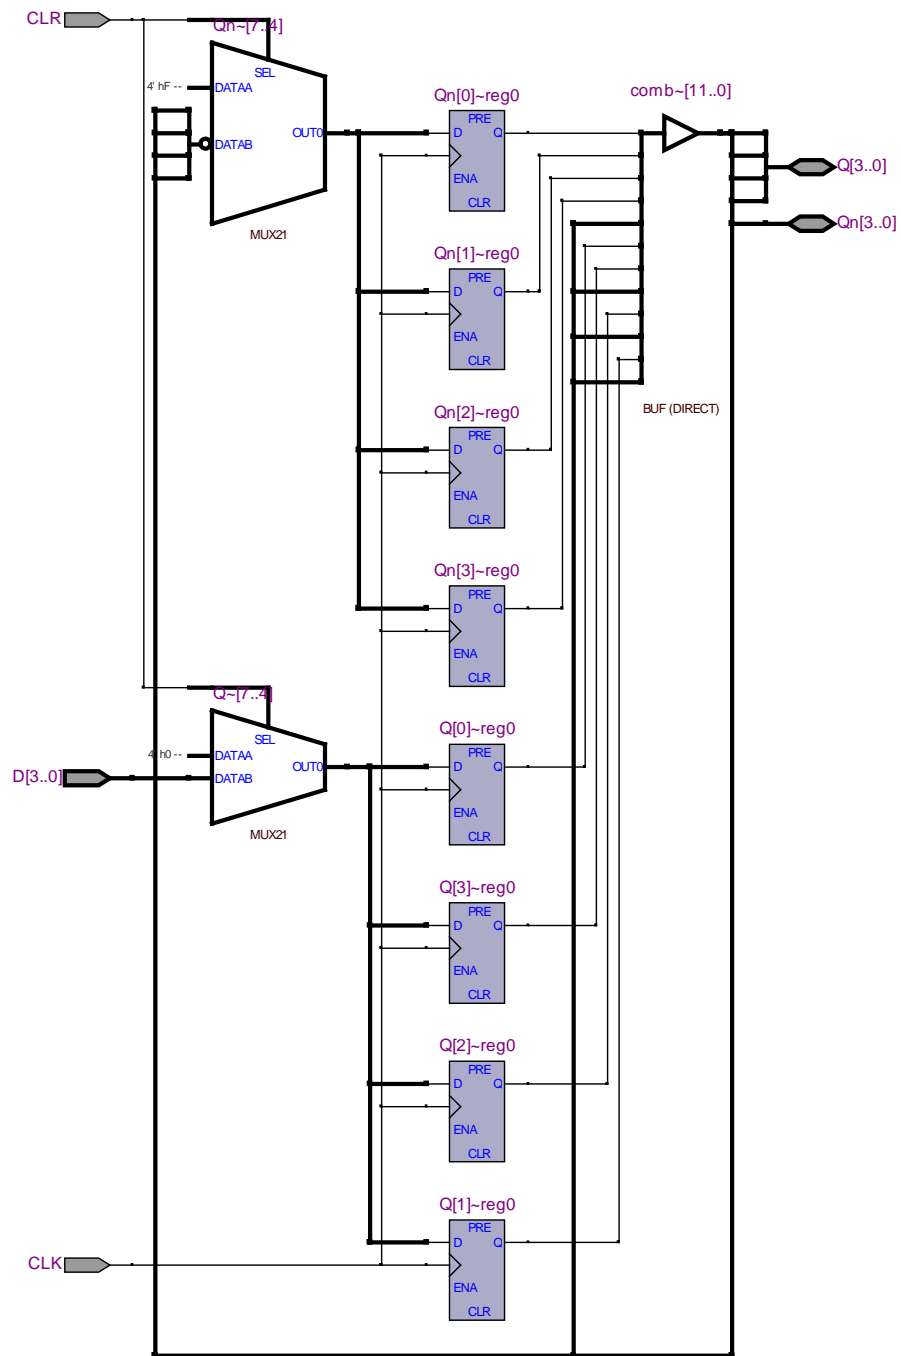 CLR
Qn~[7..4]
SEL
4' hF --
DATAA
DATAB
OUT0
MUX21
Qn[0]~reg0
PRE
D
Q
ENA
CLR
comb~[11..0]
BUF (DIRECT)
Q[3..0]
Qn[3..0]
Qn[1]~reg0
PRE
D
Q
ENA
CLR
Qn[2]~reg0
PRE
D
Q
ENA
CLR
Qn[3]~reg0
PRE
D
Q
ENA
CLR
Q~[7..4]
SEL
4' h0 --
DATAA
D[3..0]
DATAB
OUT0
MUX21
Q[0]~reg0
PRE
D
Q
ENA
CLR
Q[3]~reg0
PRE
D
Q
ENA
CLR
Q[2]~reg0
PRE
D
Q
ENA
CLR
Q[1]~reg0
PRE
D
Q
CLK
ENA
CLR